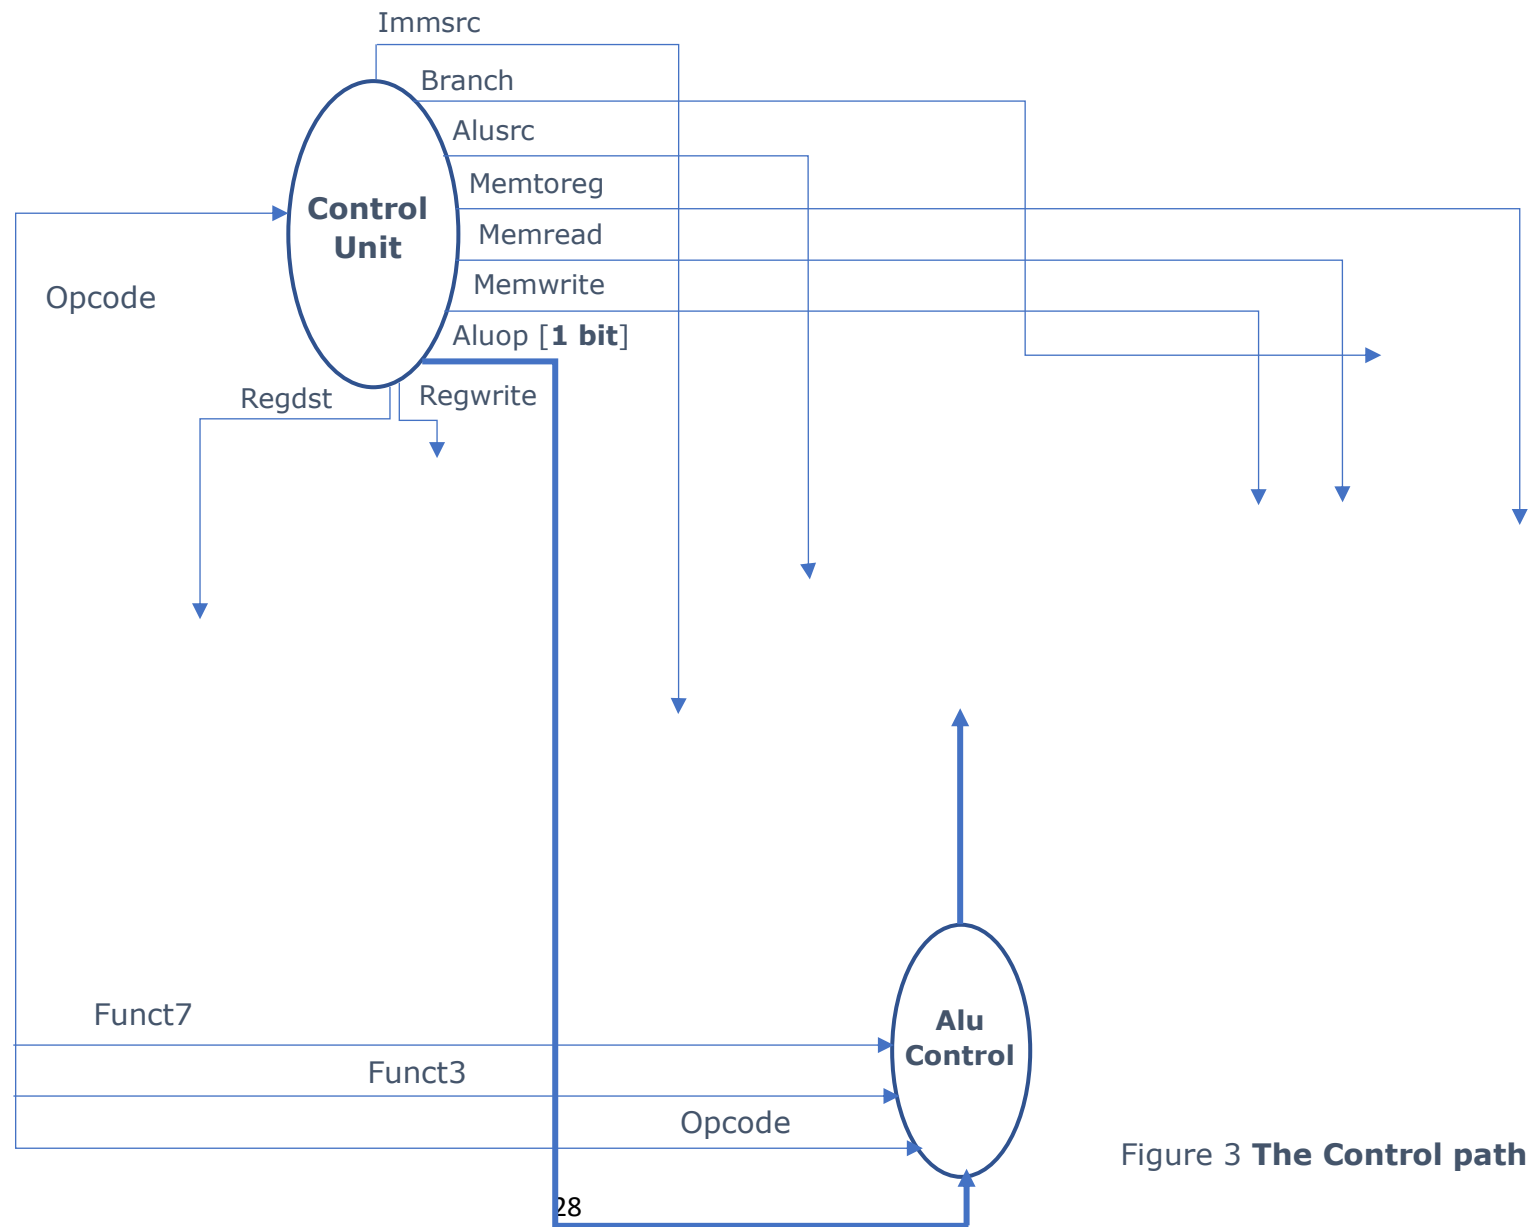 Immsrc
Branch
Alusrc
Memtoreg
Control
Unit
Memread
Memwrite
Opcode
Aluop [1 bit]
Regdst
Regwrite
Funct7
Alu
Control
Funct3
Opcode
Figure 3 The Control path
28